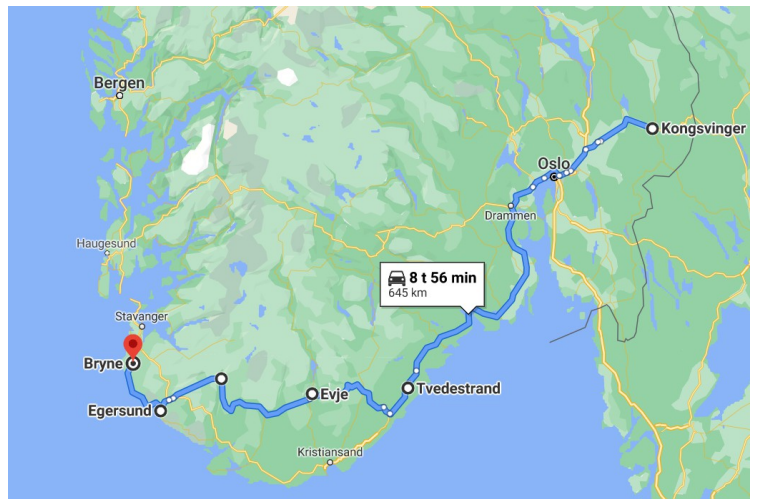 Bergen
Kongsvinger
Oslo
Drammen
Haugesund
8 t 56 min
645 km
Stavanger
Bryne
Tvedestrand
Evje
Egersund
Kristiansand